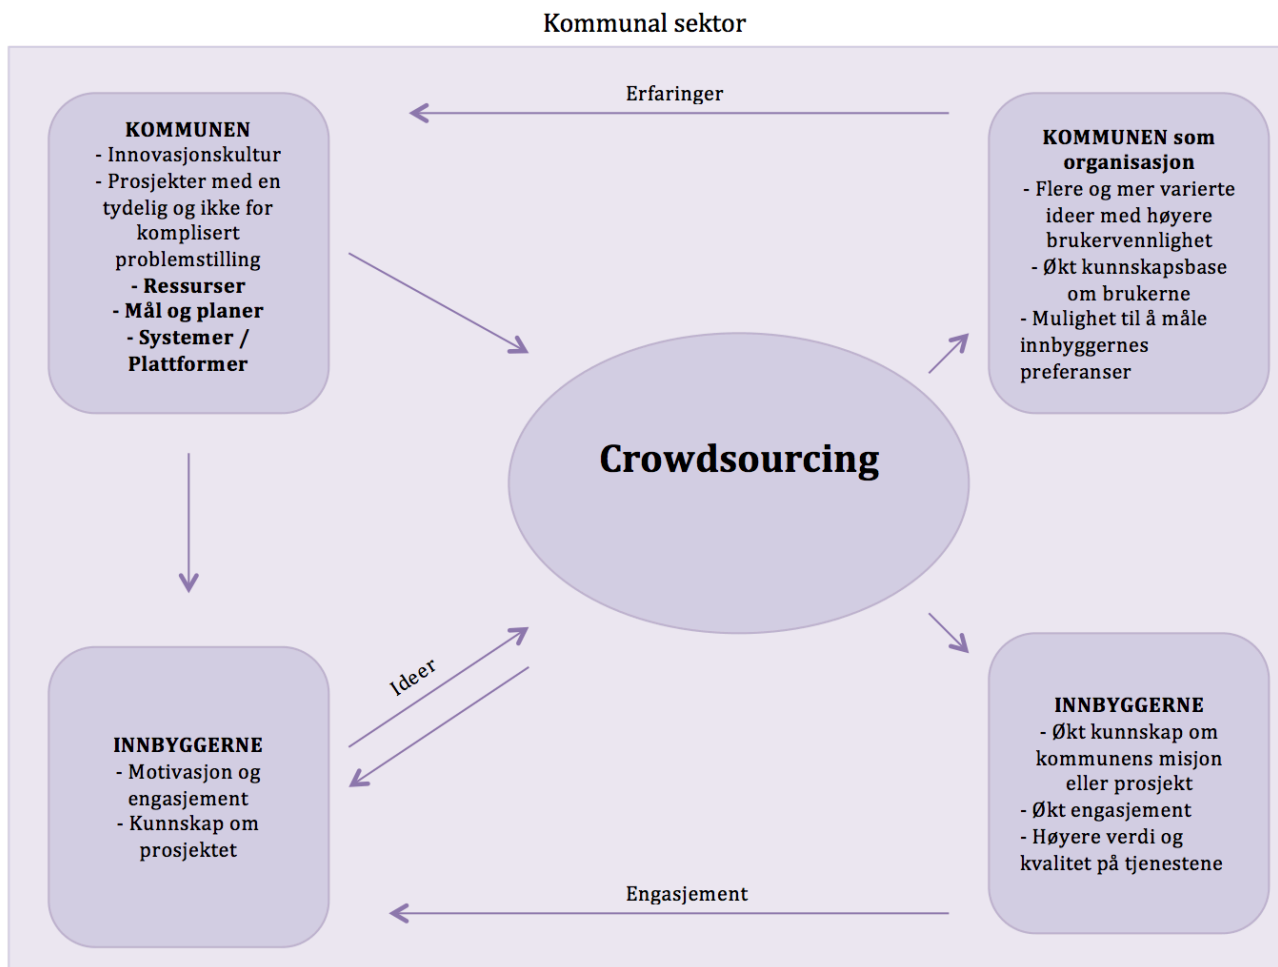 Kommunal sektor
Erfaringer
KOMMUNEN
- Innovasjonskultur
- Prosjekter med en
tydelig og ikke for
komplisert
problemstilling
- Ressurser
- Mål og planer
- Systemer /
Plattformer
KOMMUNEN som
organisasjon
- Flere og mer varierte
ideer med høyere
brukervennlighet
- Økt kunnskapsbase
om brukerne
- Mulighet til å måle
innbyggernes
preferanser
Crowdsourcing
Ideer
INNBYGGERNE
- Motivasjon og
engasjement
- Kunnskap om
prosjektet
INNBYGGERNE
- Økt kunnskap om
kommunens misjon
eller prosjekt
- Økt engasjement
- Høyere verdi og
kvalitet på tjenestene
Engasjement